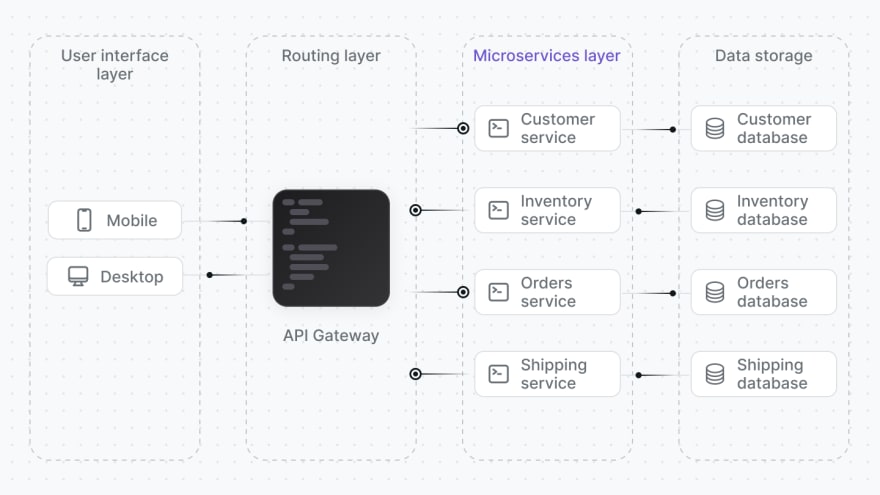 User interface
layer
Routing layer
Microservices layer
Data storage
Mobile
Desktop
API Gateway
Customer
service
Inventory
service
Orders
service
Shipping
service
Customer
database
Inventory
database
Orders
database
Shipping
database